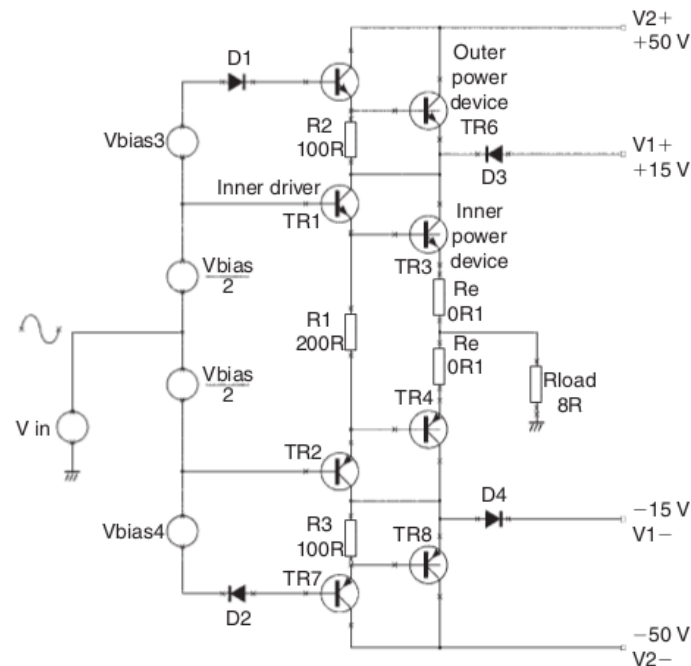 V2+
+50 V
D1
Outer
power
device
TR6
Vbias3
R2
100R
V1+
+15 V
D3
Inner driver
TR1
Inner
power
device
TR3
Vbias
2
Re
0R1
R1
200R
Re
0R1
Vbias
2
Rload
8R
TR4
V in
TR2
D4
−15 V
V1−
Vbias4
R3
100R
TR8
TR7
D2
−50 V
V2−